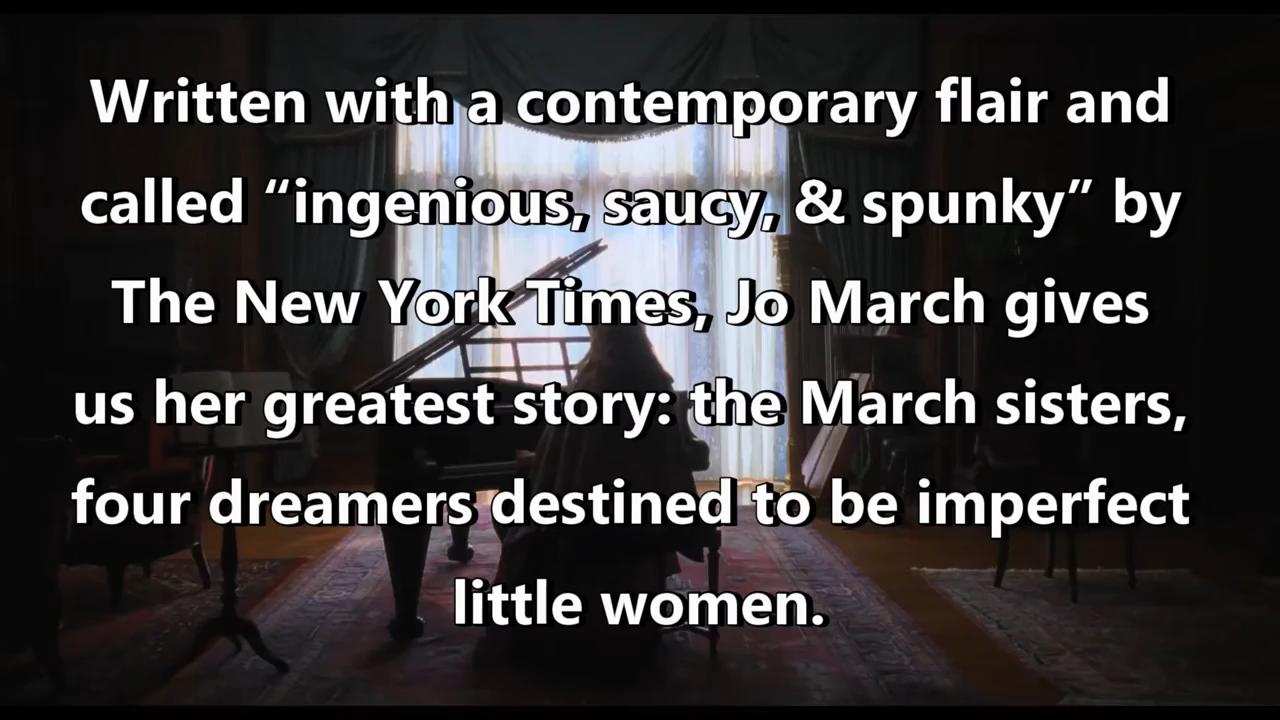 Written with a contemporary flair and
called “ingenious, saucy, & spunky” by
The New York Times, Jo March gives
us her greatest story: the March sisters,
four dreamers destined to be imperfect
little women.